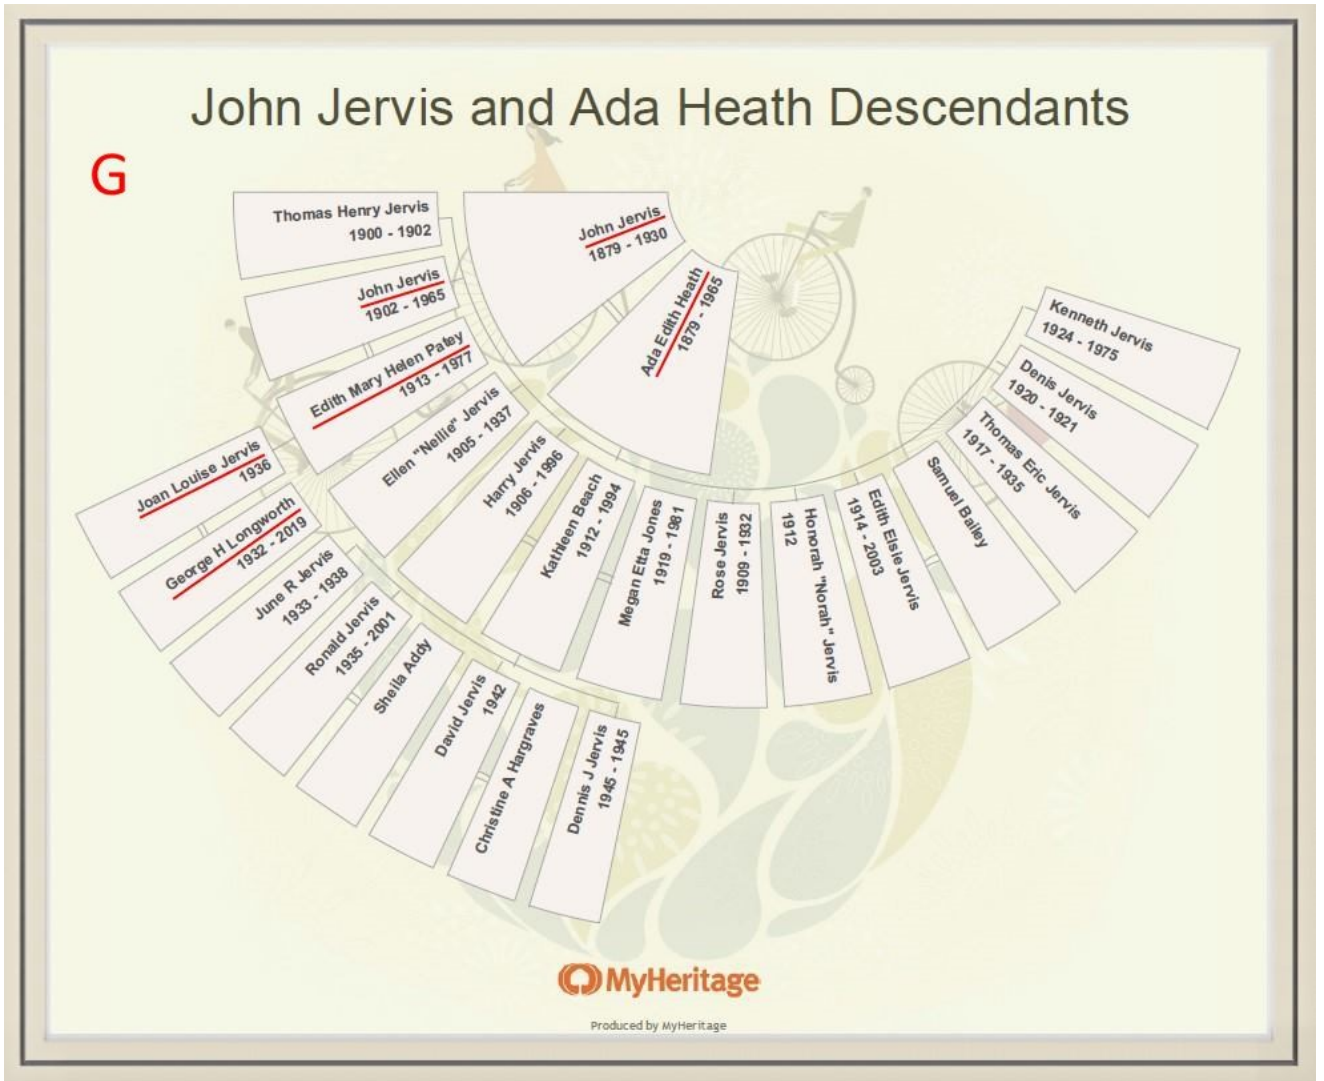 John Jervis and Ada Heath Descendants
G
Thomas Henry Jervis
1900 - 1902
John Jervis
1879 - 1930
Ada Edith Heath
1879 - 1965
John Jervis
1902 - 1965
Edith Mary Helen Patey
1913 - 1977
Ellen "Nellie" Jervis
1905 - 1937
Harry Jervis
1906 - 1996
Kathleen Beach
1912 - 1994
Megan Etta Jones
1919 - 1981
Rose Jervis
1909 - 1932
Honorah "Norah" Jervis
1912
Edith Elsie Jervis
1914 - 2003
Samuel Bailey
Thomas Eric Jervis
1917 - 1935
Denis Jervis
1920 - 1921
Kenneth Jervis
1924 - 1975
Joan Louise Jervis
1936
George H Longworth
1932 - 2019
June R Jervis
1933 - 1938
Ronald Jervis
1935 - 2001
Sheila Addy
David Jervis
1942
Christine A Hargraves
Dennis J Jervis
1945 - 1945
MyHeritage
Produced by MyHeritage